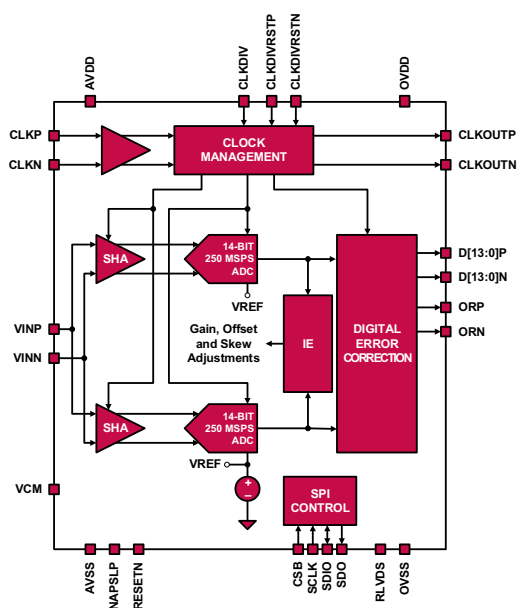 AVDD
CLKDIV
CLKDIVRSTP
CLKDIVRSTN
OVDD
CLKP
CLKN
CLOCK
MANAGEMENT
CLKOUTP
CLKOUTN
SHA
14-BIT
250 MSPS
ADC
VREF
D[13:0]P
D[13:0]N
ORP
ORN
VINP
VINN
Gain, Offset
and Skew
Adjustments
IE
DIGITAL
ERROR
CORRECTION
SHA
14-BIT
250 MSPS
ADC
VREF
+
–
VCM
SPI
CONTROL
AVSS
NAPSLP
RESETN
CSB
SCLK
SDIO
SDO
RLVDS
OVSS